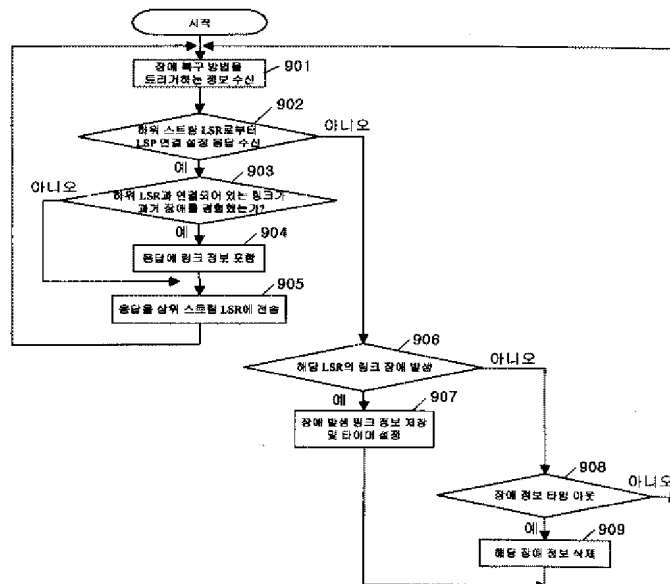 시작
장애 복구 방법을
트리거하는 정보 수신
901
902
하위 스트림 LSR로부터
LSP 연결 설정 응답 수신
아니오
예
903
아니오
하위 LSR과 연결되어 있는 링크가
과거 장애를 경험했는가?
예
904
응답에 링크 정보 포함
905
응답을 상위 스트림 LSR에 전송
906
해당 LSR의 링크 장애 발생
아니오
예
907
장애 발생 링크 정보 저장
및 타이머 설정
908
장애 정보 타임 아웃
아니오
예
909
해당 장애 정보 삭제